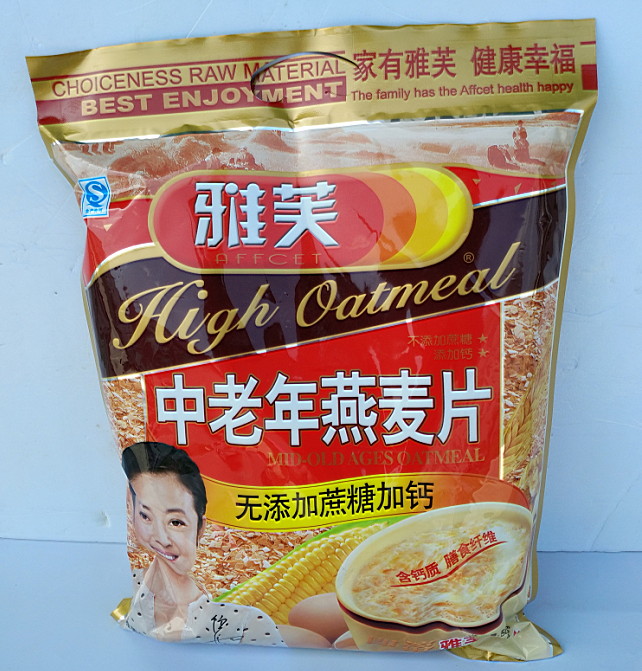 CHOICENESS RAW MATERIAL
BEST ENJOYMENT
家有雅芙 健康幸福
The family has the Affcet health happy
雅芙
AFFCET
®
High Oatmeal
不添加蔗糖 ★
添加钙 ★
中老年燕麦片
MID-OLD AGES OATMEAL
无添加蔗糖加钙
含钙质 膳食纤维
雅芙